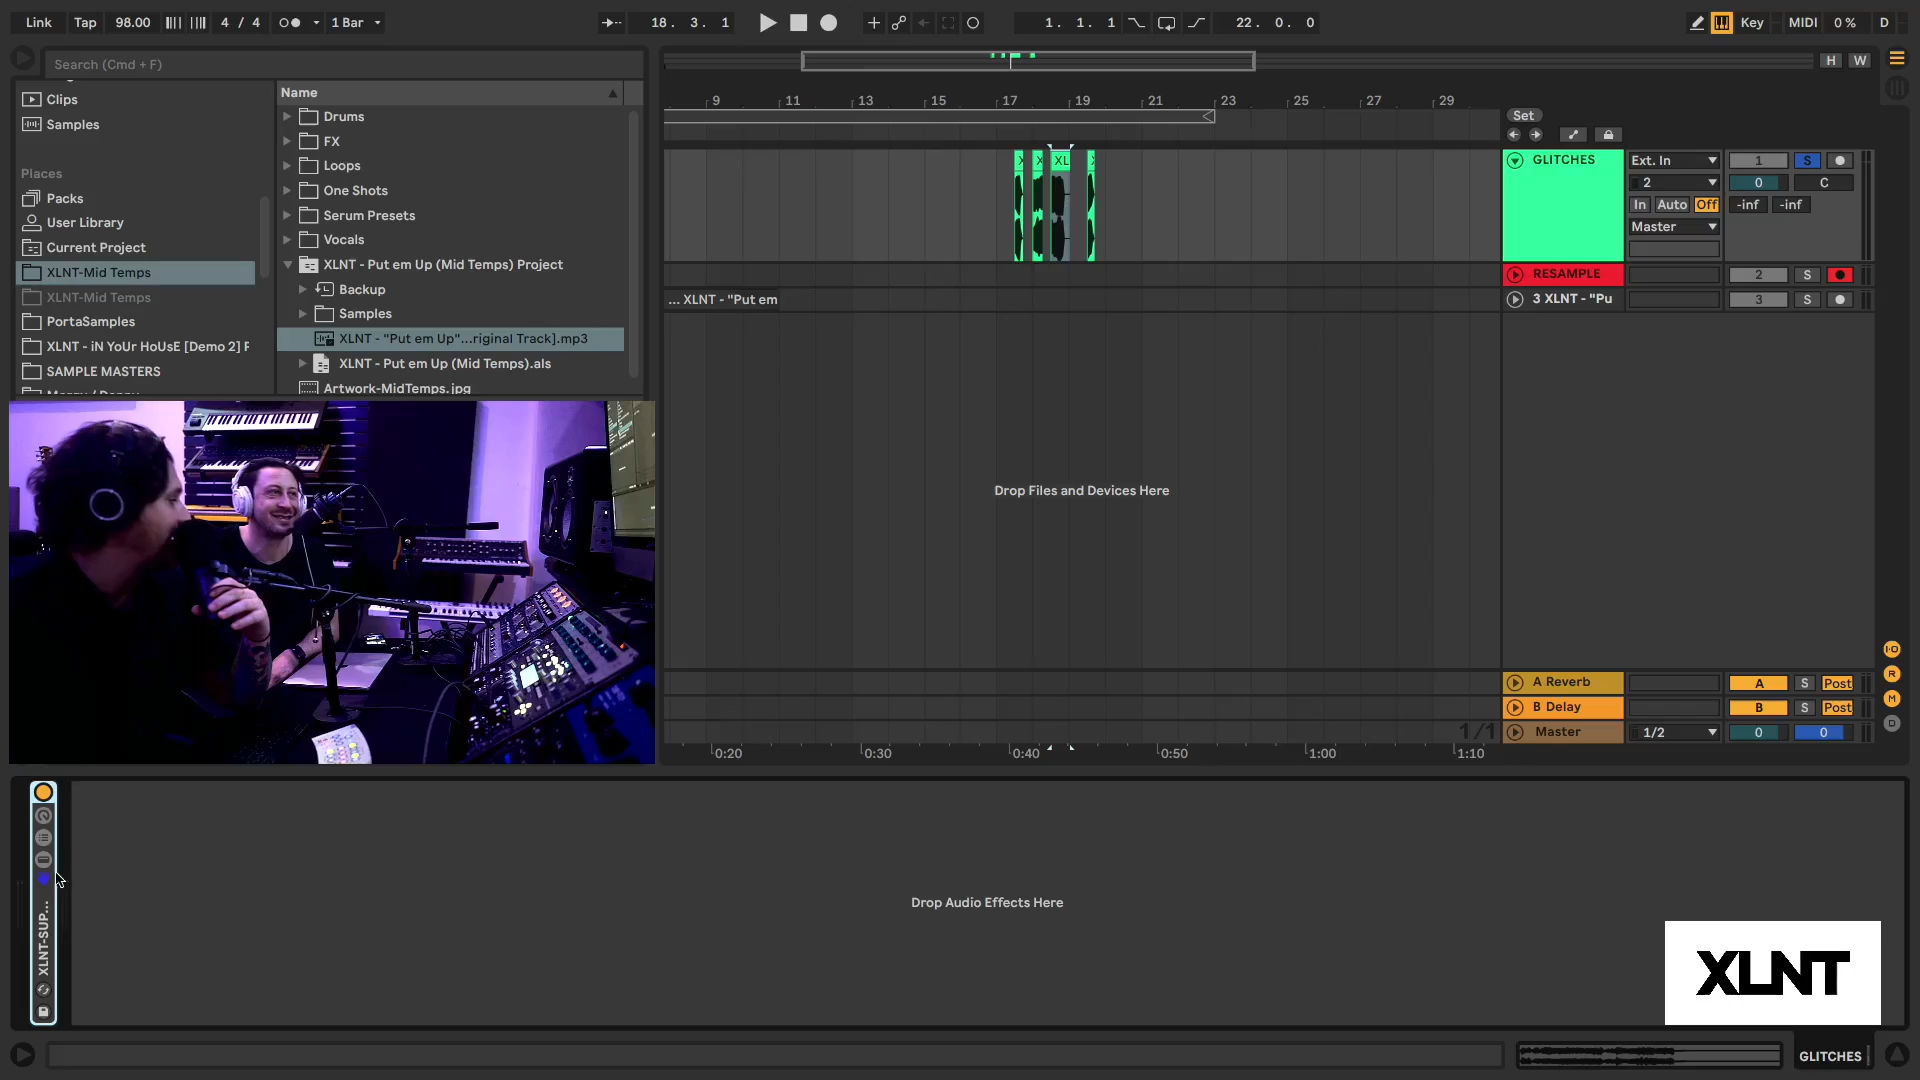 Link Tap 98.00 4 / 4 1 Bar 18. 3. 1 1. 1. 1 22. 0. 0 Key MIDI 0 % D
Search (Cmd + F)
H W
Clips
Samples
Places
Packs
User Library
Current Project
XLNT-Mid Temps
XLNT-Mid Temps
PortaSamples
XLNT - iN YoUr HoUsE [Demo 2] F
SAMPLE MASTERS
Name
Drums
FX
Loops
One Shots
Serum Presets
Vocals
XLNT - Put em Up (Mid Temps) Project
Backup
Samples
XLNT - "Put em Up"...riginal Track].mp3
XLNT - Put em Up (Mid Temps).als
Artwork-MidTemps.jpg
9 11 13 15 17 19 21 23 25 27 29
Set
X X XL X
GLITCHES Ext. In 1 S
2 0 C
In Auto Off -inf -inf
Master
RESAMPLE 2 S
... XLNT - "Put em 3 XLNT - "Pu 3 S
Drop Files and Devices Here
A Reverb A S Post
B Delay B S Post
1/1 Master 1/2 0 0
0:20 0:30 0:40 0:50 1:00 1:10
I·O
R
M
D
XLNT-SUP...
Drop Audio Effects Here
XLNT
GLITCHES